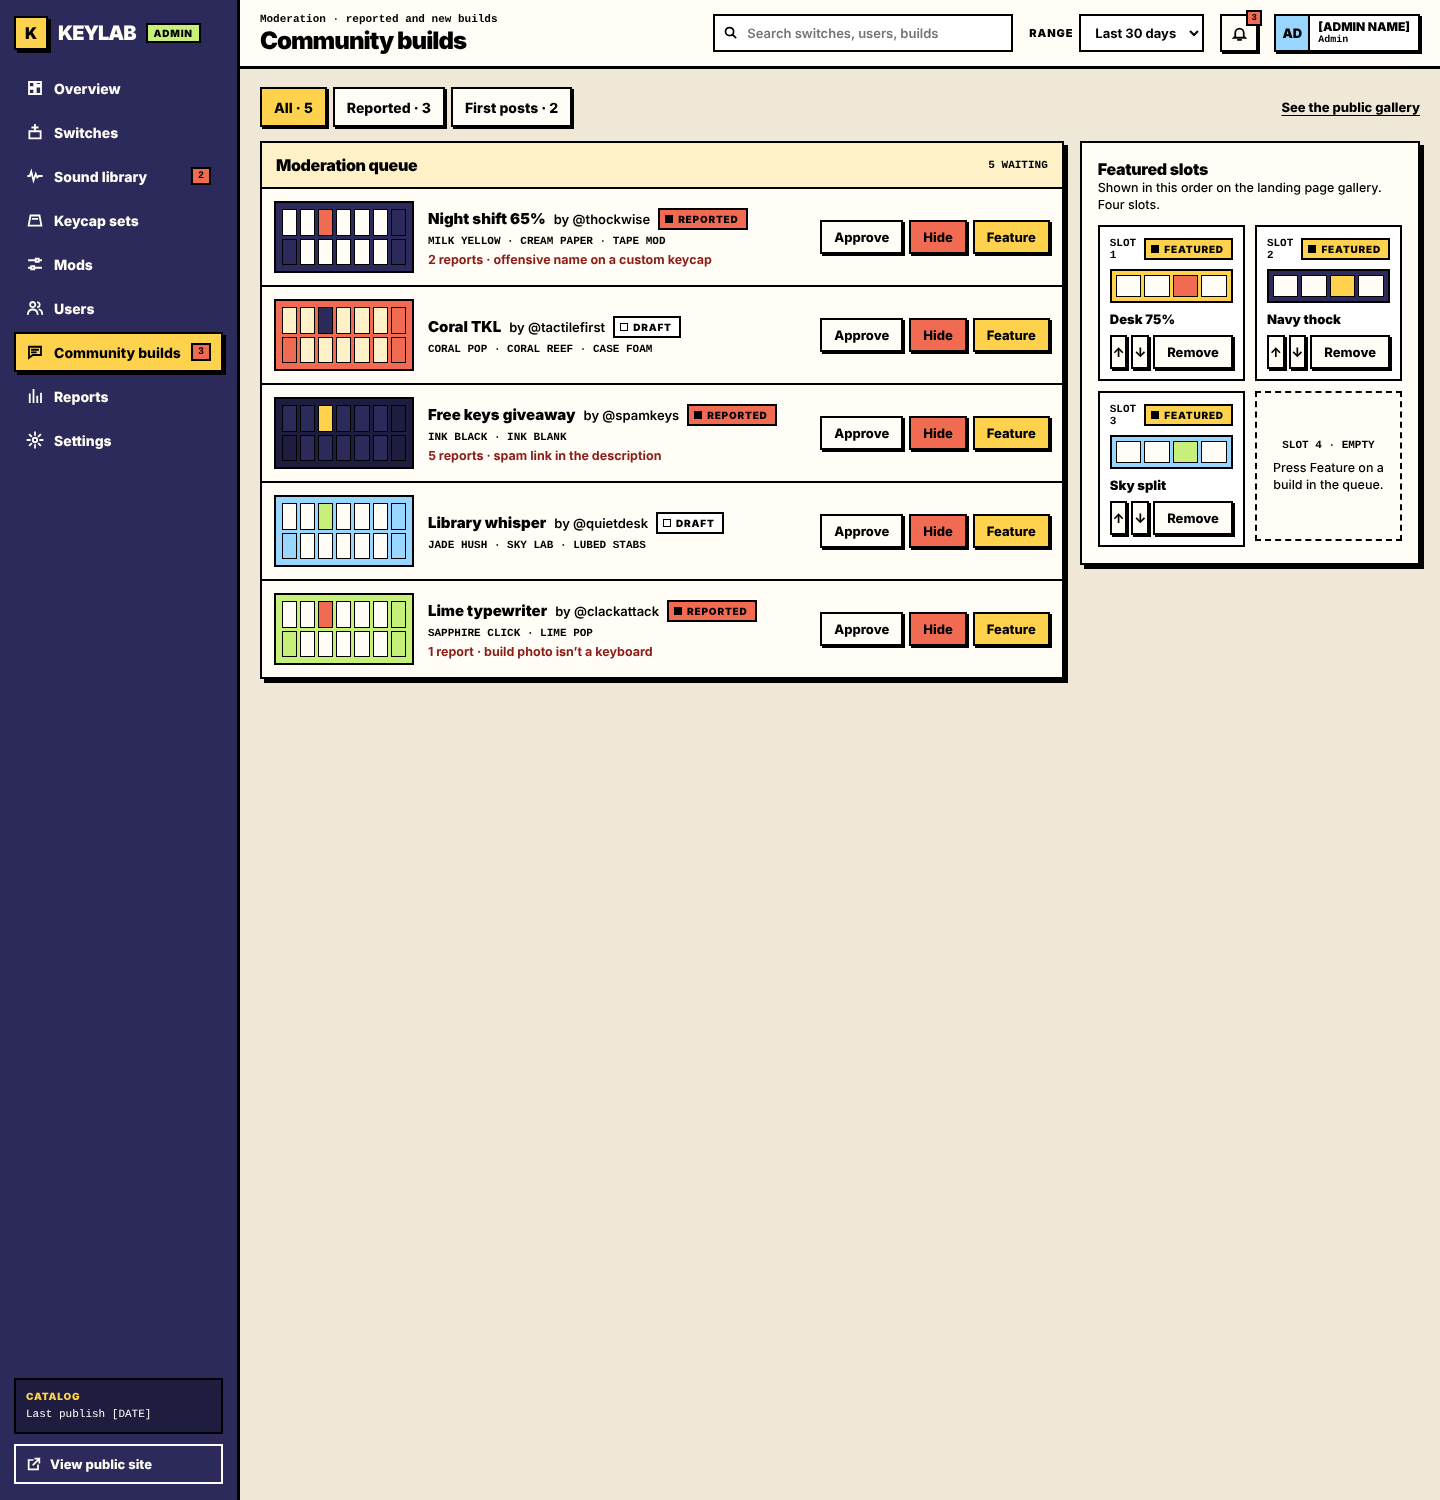 K KEYLAB ADMIN
Overview
Switches
Sound library 2
Keycap sets
Mods
Users
Community builds 3
Reports
Settings
CATALOG
Last publish [DATE]
View public site
Moderation · reported and new builds
Community builds
Search switches, users, builds
RANGE Last 30 days
3
AD [ADMIN NAME]
Admin
All · 5 Reported · 3 First posts · 2
See the public gallery
Moderation queue 5 WAITING
Night shift 65% by @thockwise REPORTED
MILK YELLOW · CREAM PAPER · TAPE MOD
2 reports · offensive name on a custom keycap
Approve Hide Feature
Coral TKL by @tactilefirst DRAFT
CORAL POP · CORAL REEF · CASE FOAM
Approve Hide Feature
Free keys giveaway by @spamkeys REPORTED
INK BLACK · INK BLANK
5 reports · spam link in the description
Approve Hide Feature
Library whisper by @quietdesk DRAFT
JADE HUSH · SKY LAB · LUBED STABS
Approve Hide Feature
Lime typewriter by @clackattack REPORTED
SAPPHIRE CLICK · LIME POP
1 report · build photo isn’t a keyboard
Approve Hide Feature
Featured slots
Shown in this order on the landing page gallery.
Four slots.
SLOT
1
FEATURED
Desk 75%
↑ ↓ Remove
SLOT
2
FEATURED
Navy thock
↑ ↓ Remove
SLOT
3
FEATURED
Sky split
↑ ↓ Remove
SLOT 4 · EMPTY
Press Feature on a
build in the queue.